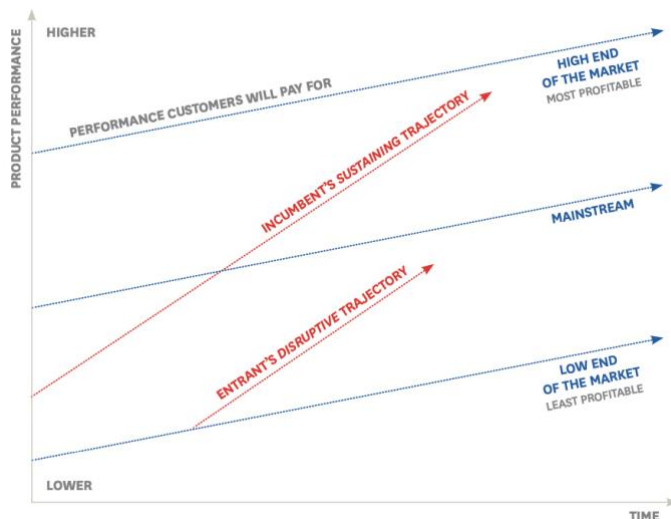 PRODUCT PERFORMANCE
HIGHER
PERFORMANCE CUSTOMERS WILL PAY FOR
HIGH END
OF THE MARKET
MOST PROFITABLE
INCUMBENT'S SUSTAINING TRAJECTORY
MAINSTREAM
ENTRANT'S DISRUPTIVE TRAJECTORY
LOW END
OF THE MARKET
LEAST PROFITABLE
LOWER
TIME